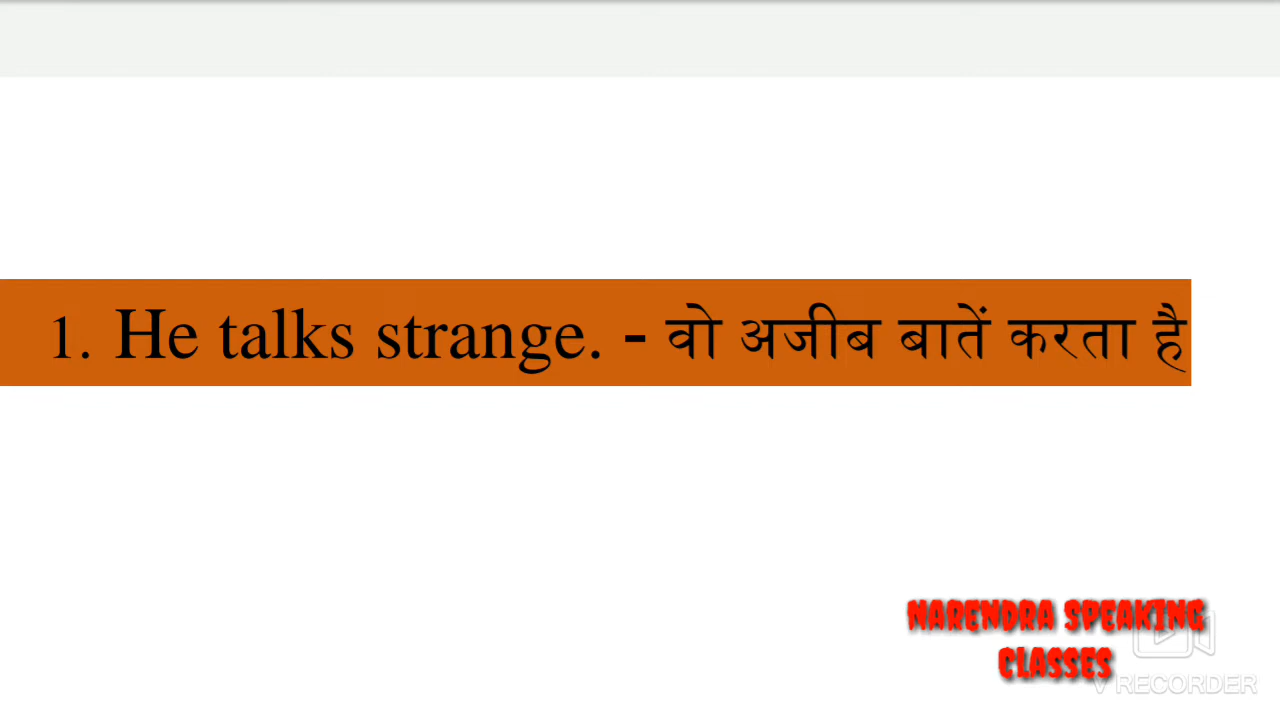 1. He talks strange. - वो अजीब बातें करता है
NARENDRA SPEAKING
CLASSES
V RECORDER